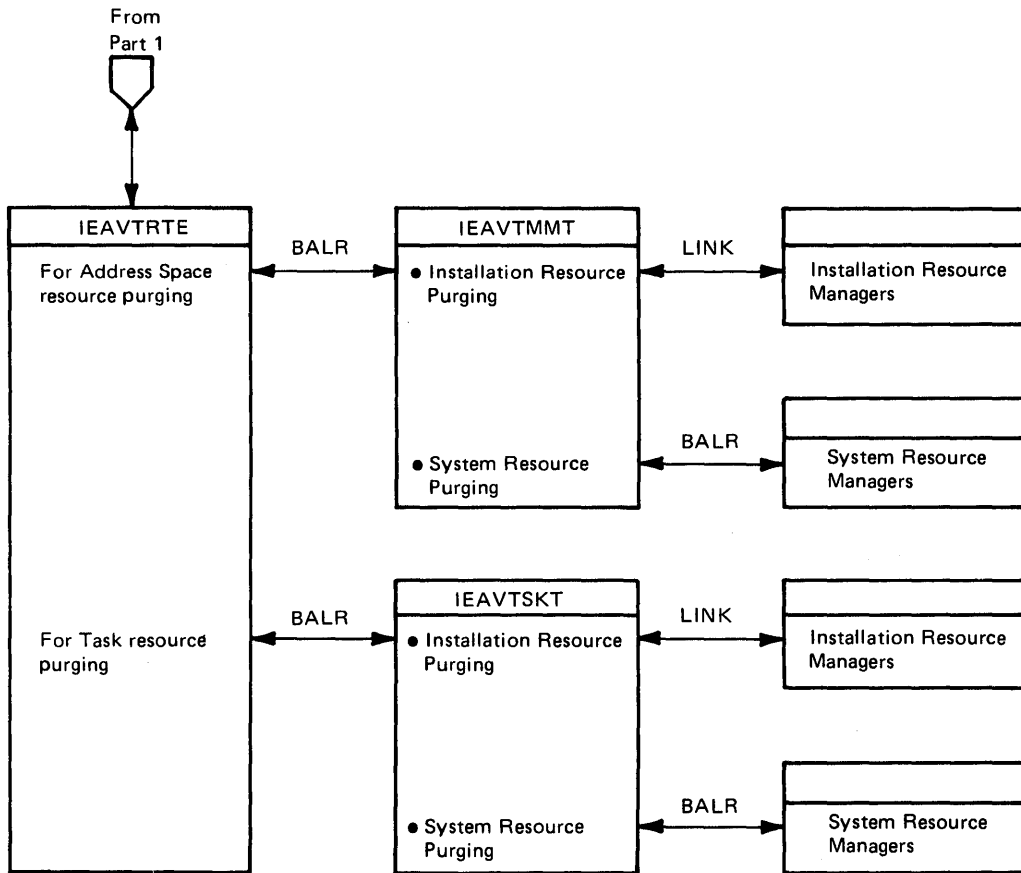 From
Part 1
IEAVTRTE
For Address Space
resource purging
For Task resource
purging
BALR
IEAVTMMT
• Installation Resource
Purging
• System Resource
Purging
LINK
Installation Resource
Managers
BALR
System Resource
Managers
BALR
IEAVTSKT
• Installation Resource
Purging
• System Resource
Purging
LINK
Installation Resource
Managers
BALR
System Resource
Managers